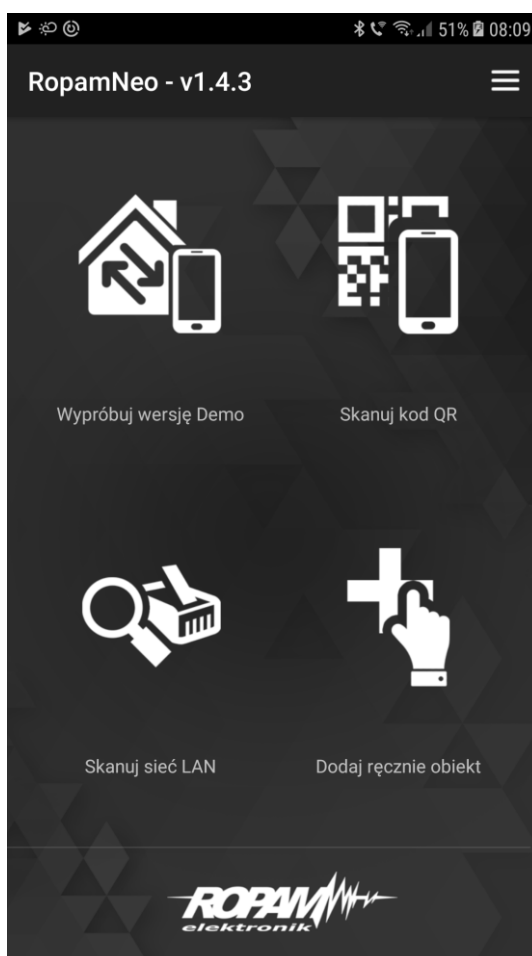 51% 08:09
RopamNeo - v1.4.3
Wypróbuj wersję Demo
Skanuj kod QR
Skanuj sieć LAN
Dodaj ręcznie obiekt
ROPAM
elektronik